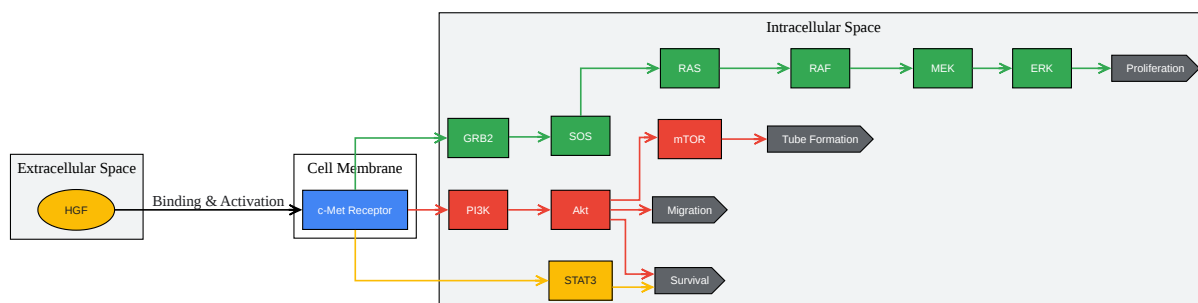 Intracellular Space
RAS
RAF
MEK
ERK
Proliferation
GRB2
SOS
mTOR
Tube Formation
Extracellular Space
Cell Membrane
HGF
Binding & Activation
c-Met Receptor
PI3K
Akt
Migration
STAT3
Survival